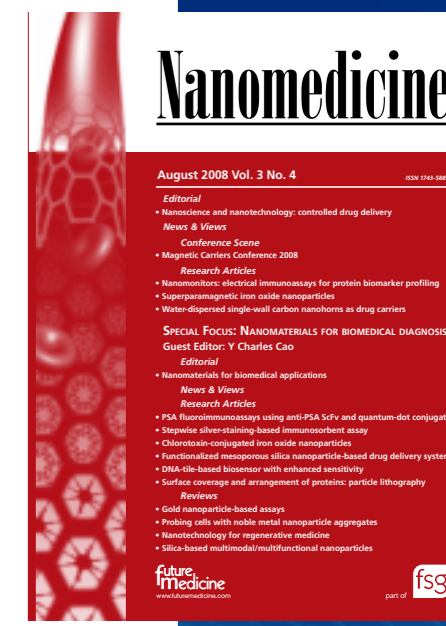 Nanomedicine
August 2008 Vol. 3 No. 4
ISSN 1743-588
Editorial
• Nanoscience and nanotechnology: controlled drug delivery
News & Views
Conference Scene
• Magnetic Carriers Conference 2008
Research Articles
• Nanomonitors: electrical immunoassays for protein biomarker profiling
• Superparamagnetic iron oxide nanoparticles
• Water-dispersed single-wall carbon nanohorns as drug carriers
SPECIAL FOCUS: NANOMATERIALS FOR BIOMEDICAL DIAGNOSIS
Guest Editor: Y Charles Cao
Editorial
• Nanomaterials for biomedical applications
News & Views
Research Articles
• PSA fluoroimmunoassays using anti-PSA ScFv and quantum-dot conjugat
• Stepwise silver-staining-based immunosorbent assay
• Chlorotoxin-conjugated iron oxide nanoparticles
• Functionalized mesoporous silica nanoparticle-based drug delivery system
• DNA-tile-based biosensor with enhanced sensitivity
• Surface coverage and arrangement of proteins: particle lithography
Reviews
• Gold nanoparticle-based assays
• Probing cells with noble metal nanoparticle aggregates
• Nanotechnology for regenerative medicine
• Silica-based multimodal/multifunctional nanoparticles
future
medicine
www.futuremedicine.com
part of fsg